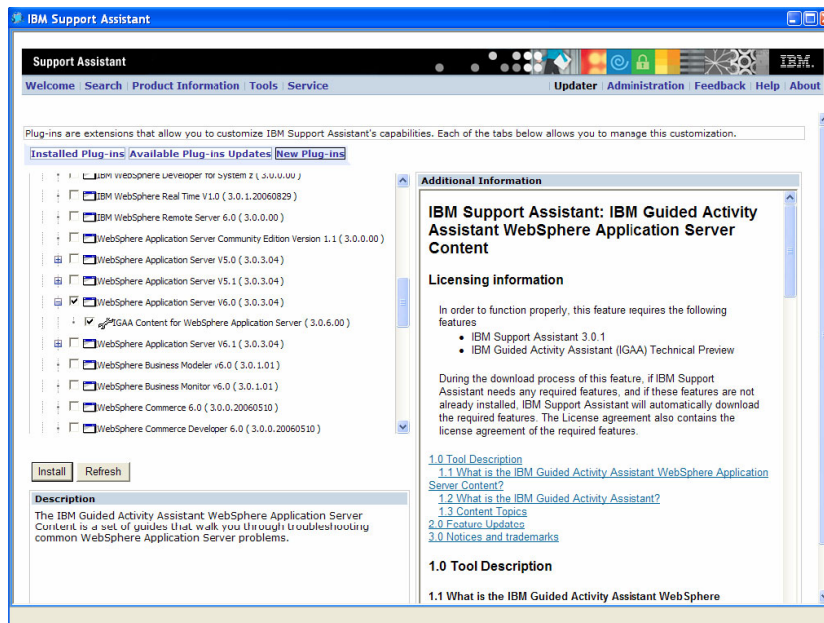 IBM Support Assistant
Support Assistant
IBM.
Welcome | Search | Product Information | Tools | Service
Updater | Administration | Feedback | Help | About
Plug-ins are extensions that allow you to customize IBM Support Assistant's capabilities. Each of the tabs below allows you to manage this customization.
Installed Plug-ins Available Plug-ins Updates New Plug-ins
IBM WebSphere Developer for System z ( 3.0.0.00 )
IBM WebSphere Real Time V1.0 ( 3.0.1.20060829 )
IBM WebSphere Remote Server 6.0 ( 3.0.0.00 )
WebSphere Application Server Community Edition Version 1.1 ( 3.0.0.00 )
WebSphere Application Server V5.0 ( 3.0.3.04 )
WebSphere Application Server V5.1 ( 3.0.3.04 )
WebSphere Application Server V6.0 ( 3.0.3.04 )
IGAA Content for WebSphere Application Server ( 3.0.6.00 )
WebSphere Application Server V6.1 ( 3.0.3.04 )
WebSphere Business Modeler v6.0 ( 3.0.1.01 )
WebSphere Business Monitor v6.0 ( 3.0.1.01 )
WebSphere Commerce 6.0 ( 3.0.0.20060510 )
WebSphere Commerce Developer 6.0 ( 3.0.0.20060510 )
Install Refresh
Description
The IBM Guided Activity Assistant WebSphere Application Server
Content is a set of guides that walk you through troubleshooting
common WebSphere Application Server problems.
Additional Information
IBM Support Assistant: IBM Guided Activity
Assistant WebSphere Application Server
Content
Licensing information
In order to function properly, this feature requires the following
features
• IBM Support Assistant 3.0.1
• IBM Guided Activity Assistant (IGAA) Technical Preview
During the download process of this feature, if IBM Support
Assistant needs any required features, and if these features are not
already installed, IBM Support Assistant will automatically download
the required features. The License agreement also contains the
license agreement of the required features.
1.0 Tool Description
1.1 What is the IBM Guided Activity Assistant WebSphere Application
Server Content?
1.2 What is the IBM Guided Activity Assistant?
1.3 Content Topics
2.0 Feature Updates
3.0 Notices and trademarks
1.0 Tool Description
1.1 What is the IBM Guided Activity Assistant WebSphere